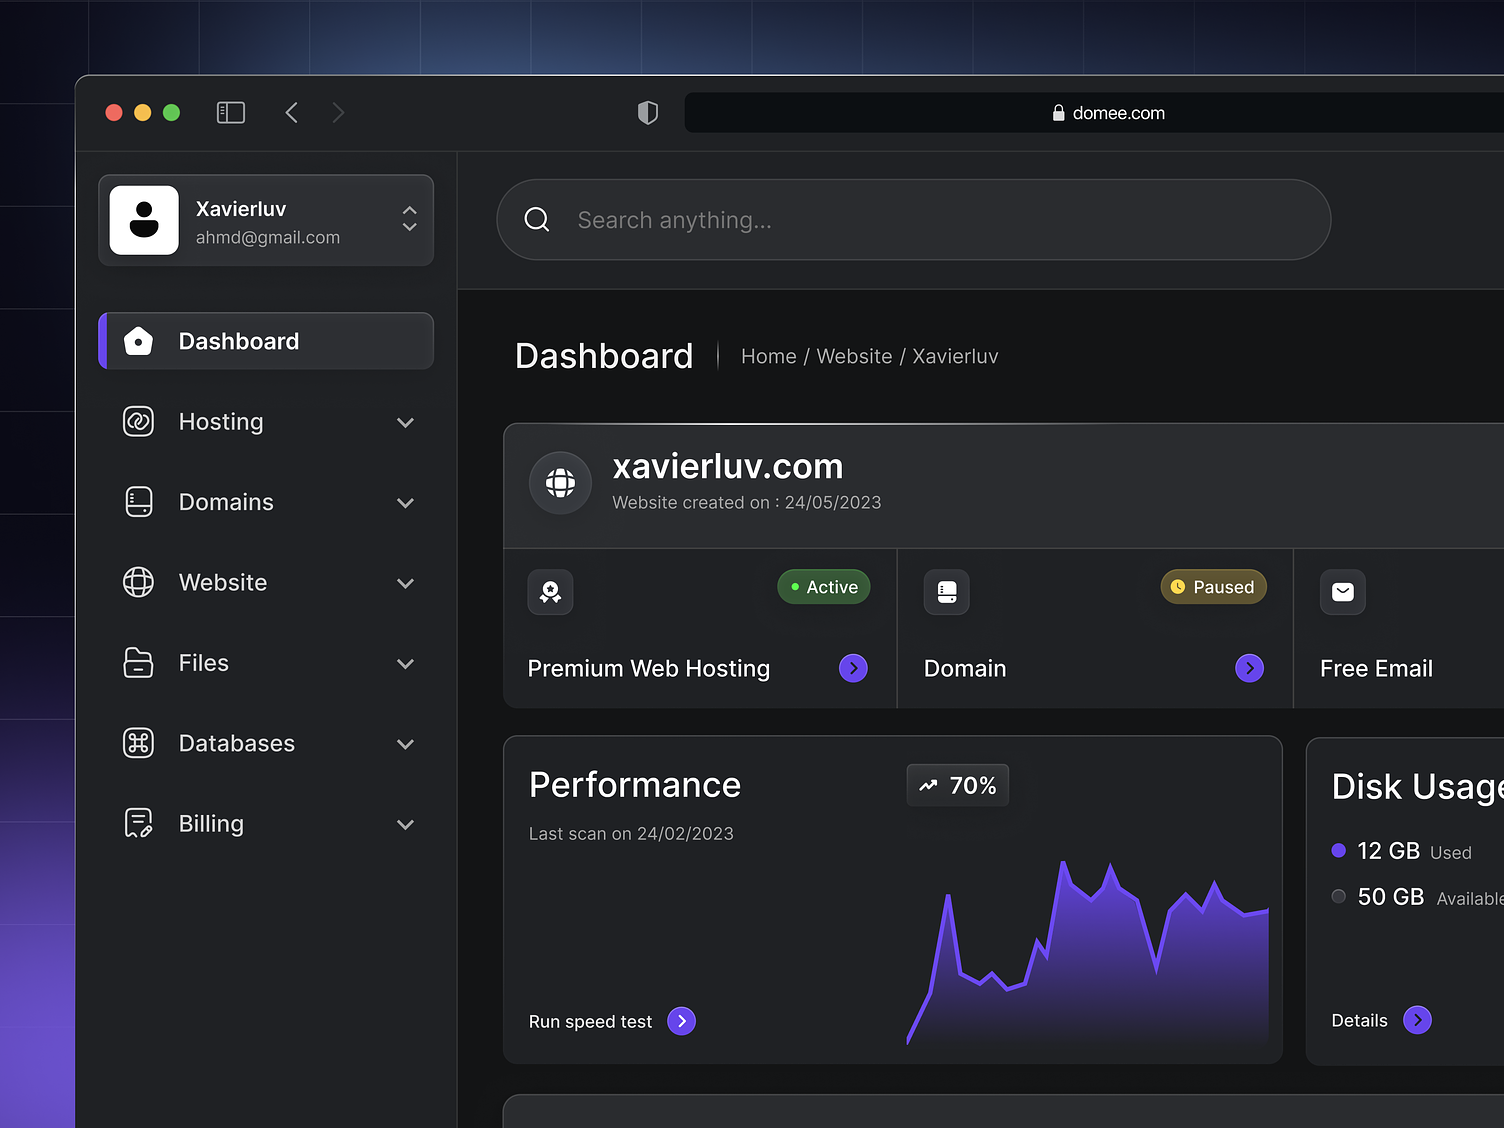 domee.com
Xavierluv
ahmd@gmail.com
Search anything...
Dashboard
Hosting
Domains
Website
Files
Databases
Billing
Dashboard
Home / Website / Xavierluv
xavierluv.com
Website created on : 24/05/2023
Active
Premium Web Hosting
Paused
Domain
Free Email
Performance
70%
Last scan on 24/02/2023
Run speed test
Disk Usage
12 GB Used
50 GB Available
Details